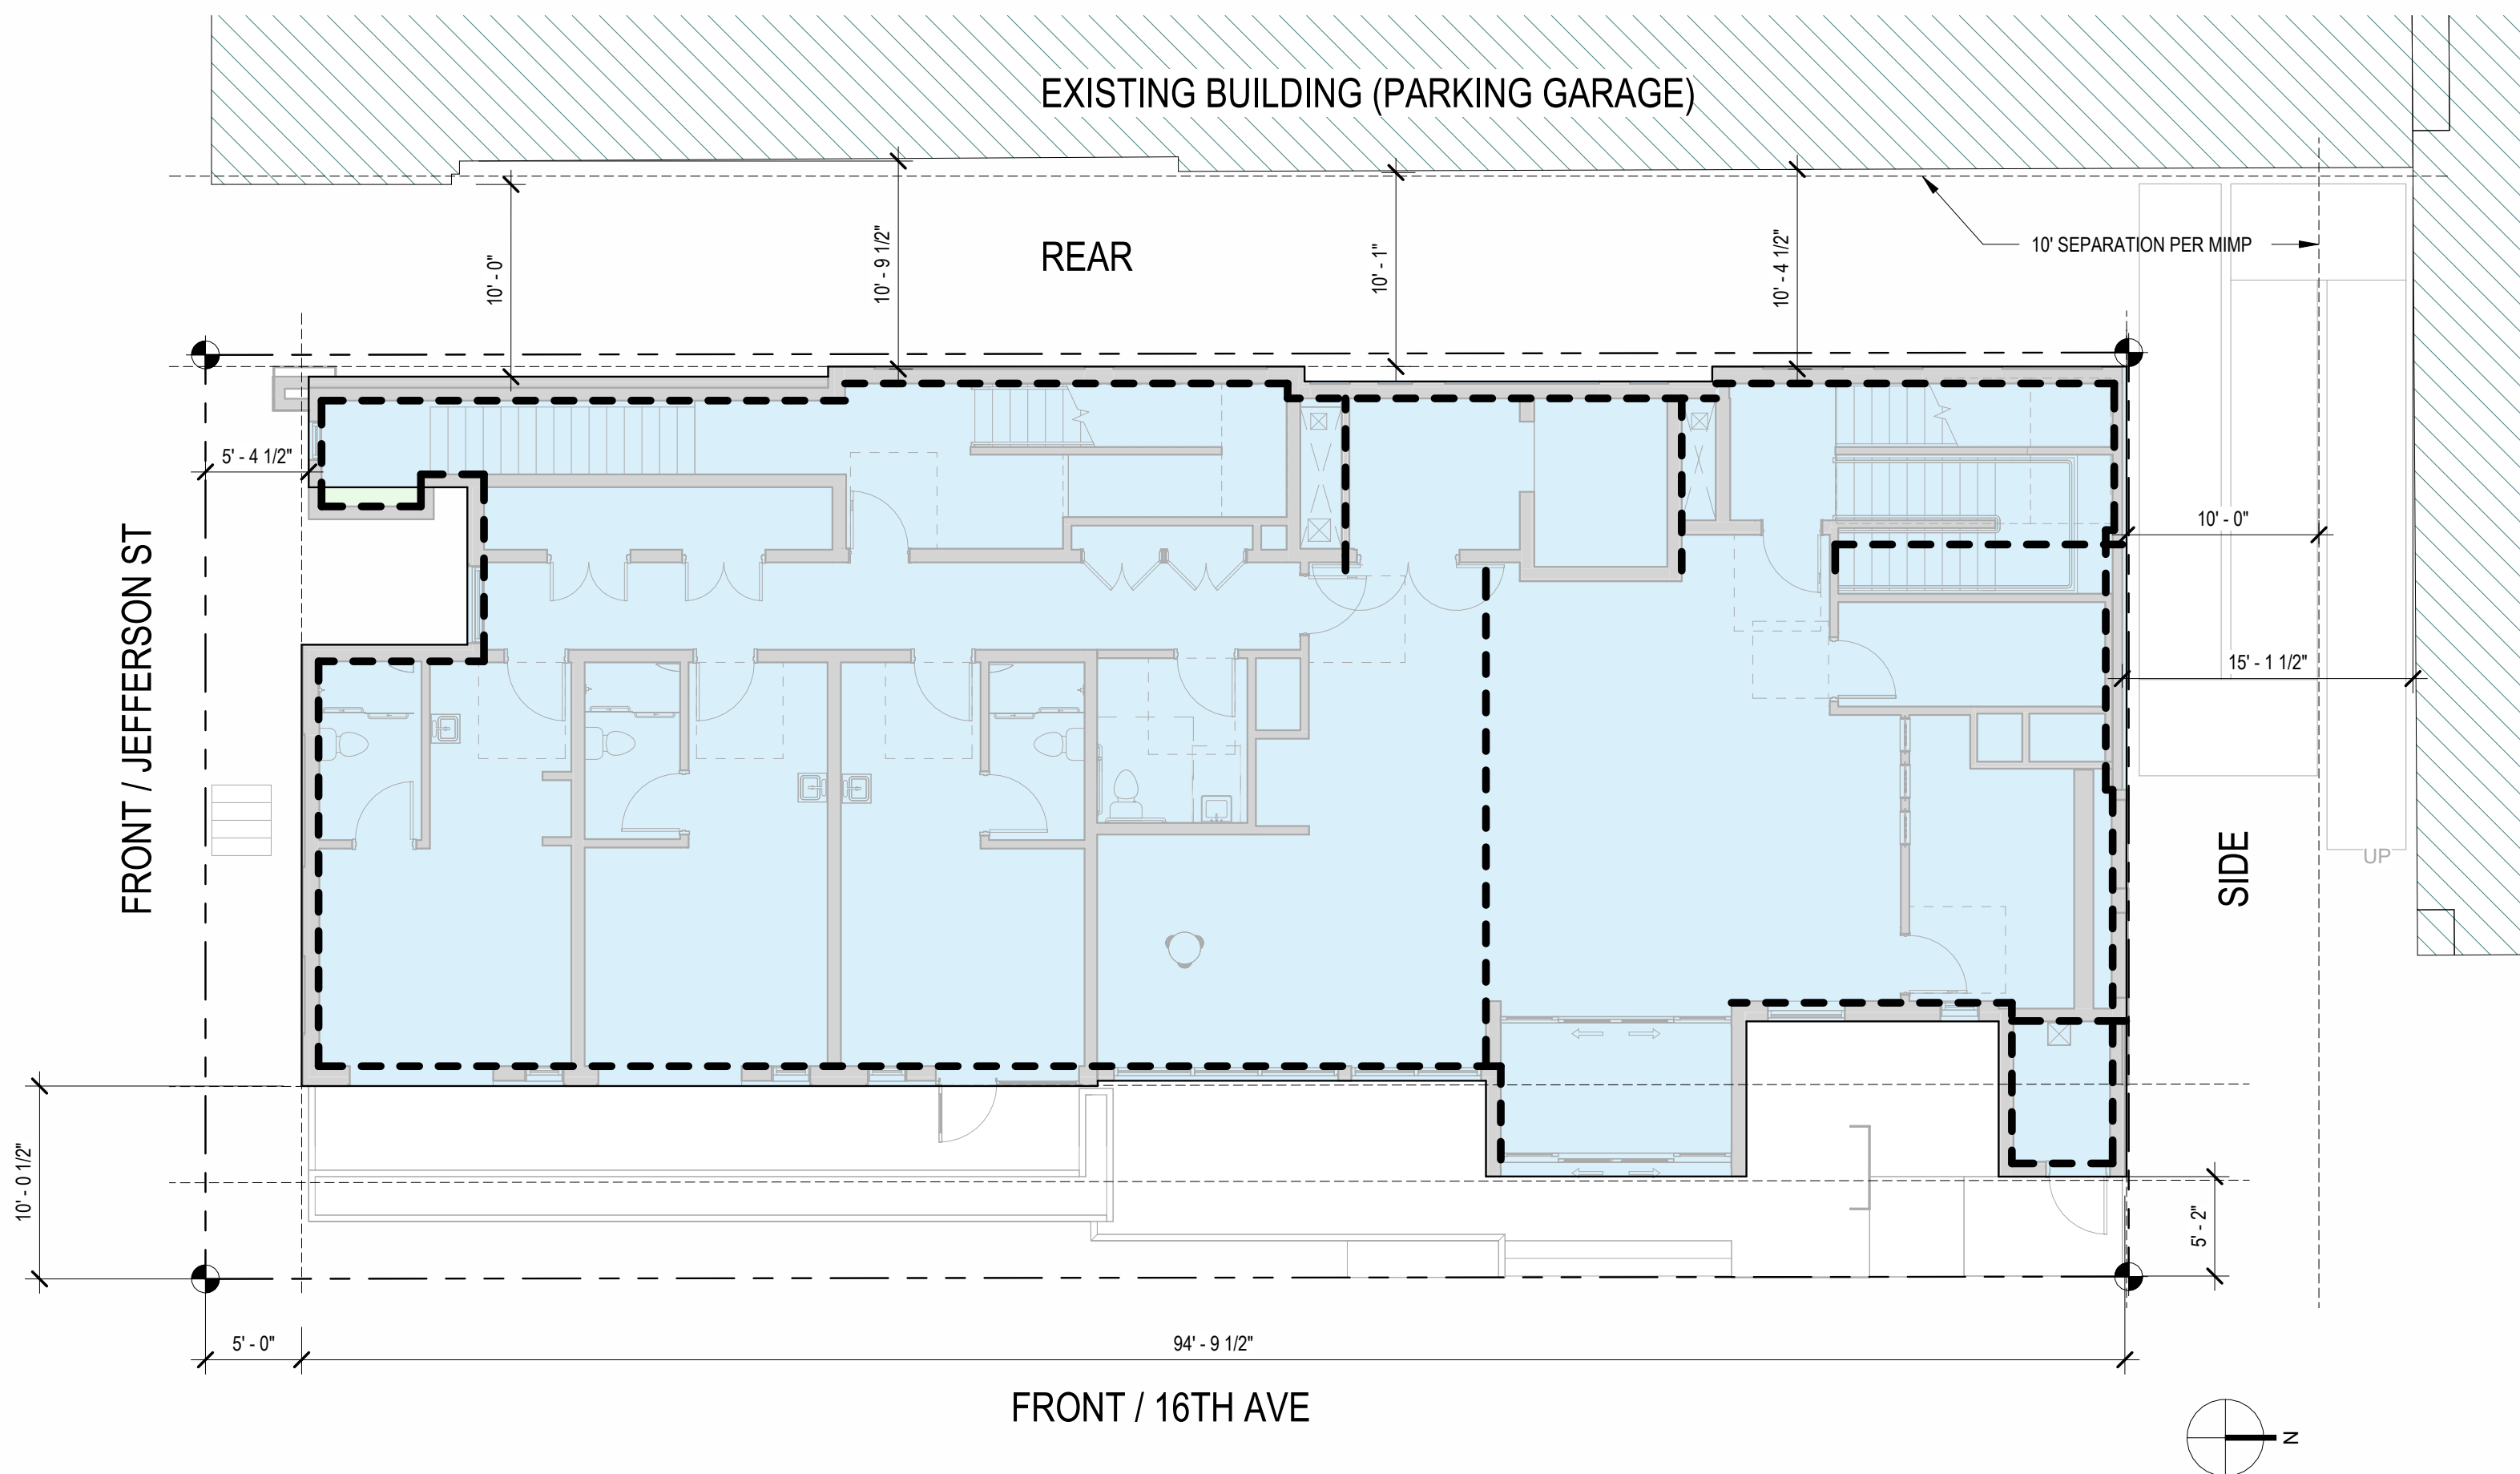 EXISTING BUILDING (PARKING GARAGE)
REAR
10' SEPARATION PER MIMP
10' - 0"
10' - 9 1/2"
10' - 1"
10' - 4 1/2"
5' - 4 1/2"
10' - 0"
15' - 1 1/2"
FRONT / JEFFERSON ST
SIDE
UP
10' - 0 1/2"
5' - 2"
5' - 0"
94' - 9 1/2"
FRONT / 16TH AVE
N